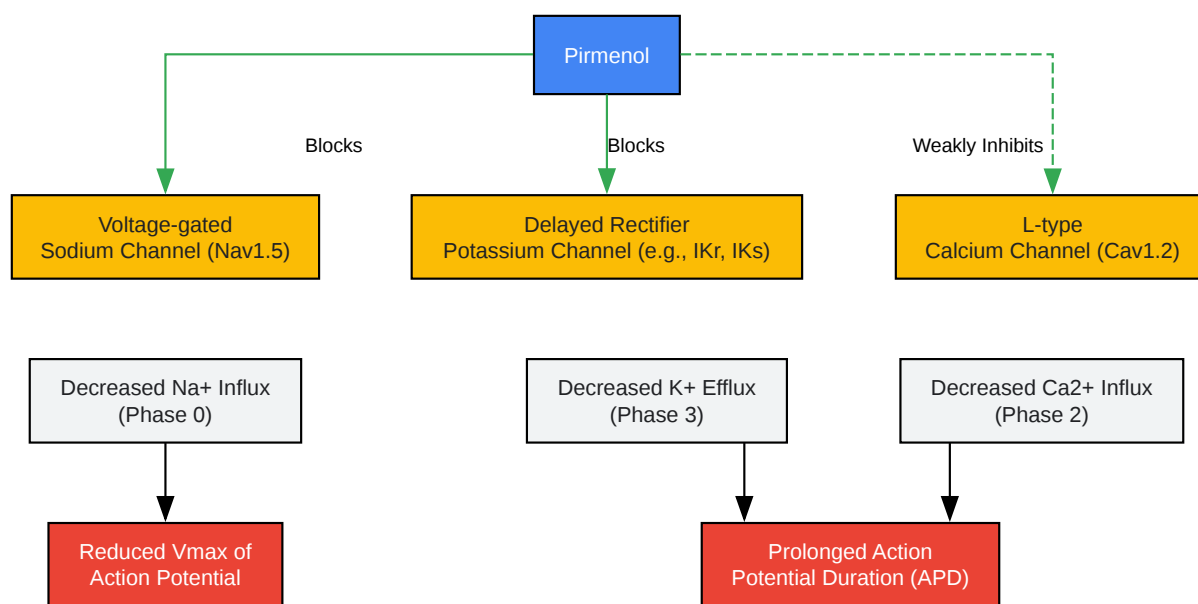 Pirmenol
Blocks
Blocks
Weakly Inhibits
Voltage-gated
Sodium Channel (Nav1.5)
Delayed Rectifier
Potassium Channel (e.g., IKr, IKs)
L-type
Calcium Channel (Cav1.2)
Decreased Na+ Influx
(Phase 0)
Decreased K+ Efflux
(Phase 3)
Decreased Ca2+ Influx
(Phase 2)
Reduced Vmax of
Action Potential
Prolonged Action
Potential Duration (APD)